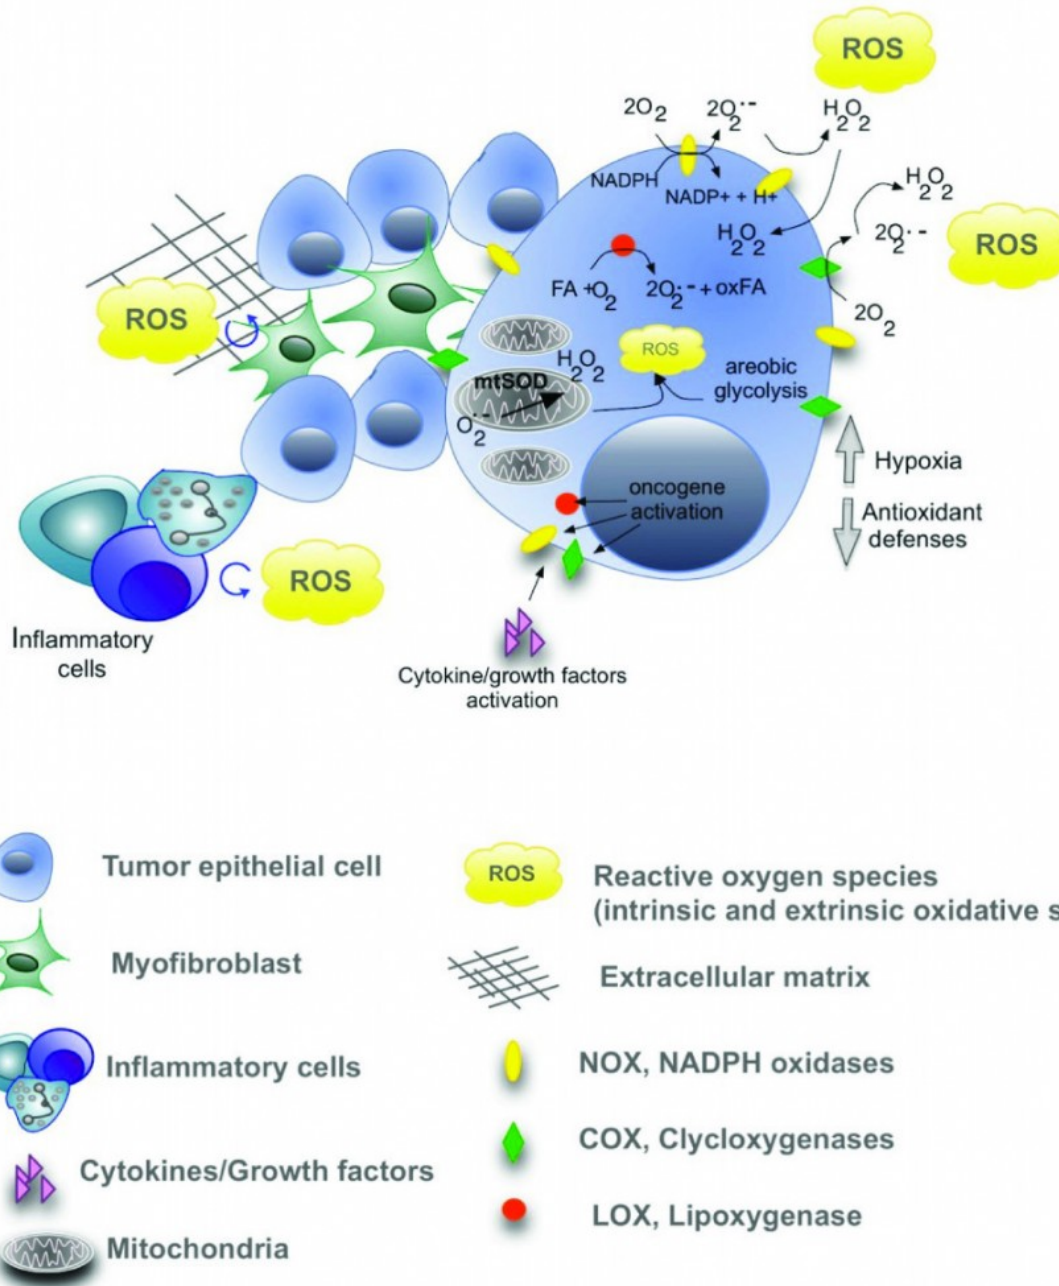 ROS
2O2
2O2·-
H2O2
NADPH
NADP+ + H+
H2O2
H2O2
2O2·-
ROS
FA +O2
2O2·- + oxFA
2O2
ROS
H2O2
ROS
mtSOD
O2·-
areobic
glycolysis
Hypoxia
oncogene
activation
Antioxidant
defenses
ROS
Inflammatory
cells
Cytokine/growth factors
activation
Tumor epithelial cell
ROS
Reactive oxygen species
(intrinsic and extrinsic oxidative s
Myofibroblast
Extracellular matrix
Inflammatory cells
NOX, NADPH oxidases
COX, Clycloxygenases
Cytokines/Growth factors
LOX, Lipoxygenase
Mitochondria